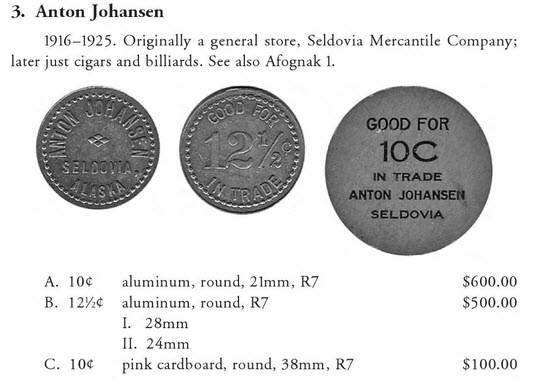 3. Anton Johansen
1916–1925. Originally a general store, Seldovia Mercantile Company;
later just cigars and billiards. See also Afognak 1.
ANTON JOHANSEN
SELDOVIA,
ALASKA
GOOD FOR
12½¢
IN TRADE
GOOD FOR
10C
IN TRADE
ANTON JOHANSEN
SELDOVIA
A. 10¢ aluminum, round, 21mm, R7 $600.00
B. 12½¢ aluminum, round, R7 $500.00
I. 28mm
II. 24mm
C. 10¢ pink cardboard, round, 38mm, R7 $100.00